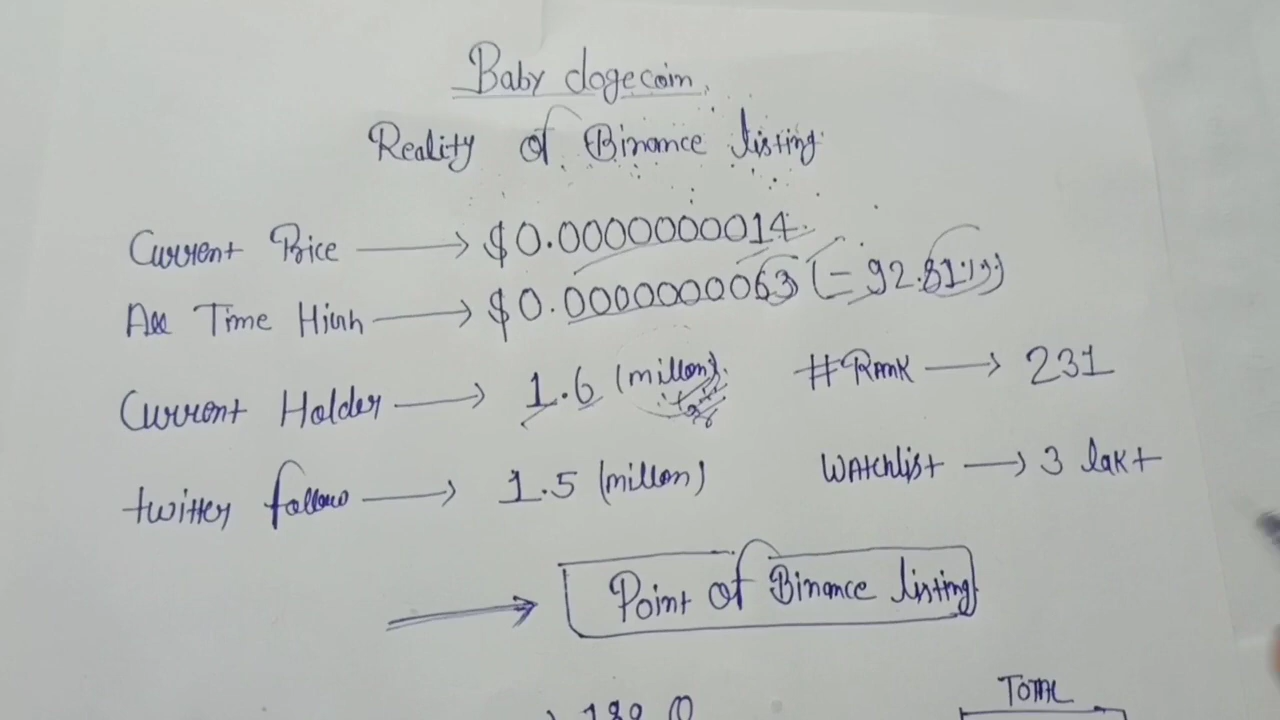 Baby dogecoin
Reality of Binance listing
Current Price → $0.0000000014
All Time High → $0.0000000063 (-92.81%)
Current Holder → 1.6 (millon) #Rank → 231
twitter follow → 1.5 (millon) Watchlist → 3 lakt
→ Point of Binance listing
TOTAL